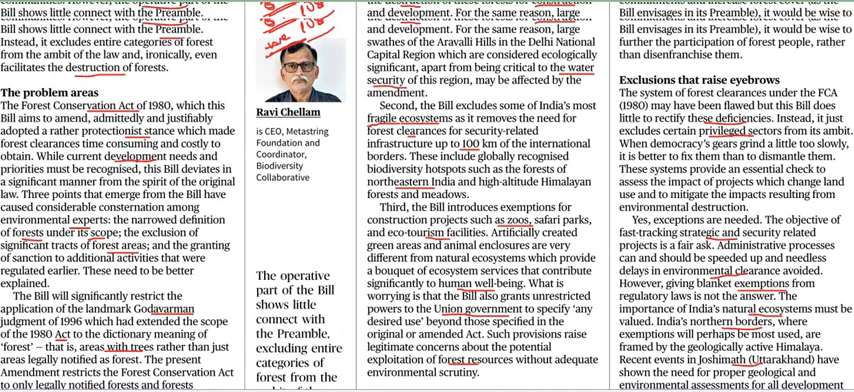 Bill shows little connect with the Preamble.
Bill shows little connect with the Preamble.
Instead, it excludes entire categories of forest
from the ambit of the law and, ironically, even
facilitates the destruction of forests.
The problem areas
The Forest Conservation Act of 1980, which this
Bill aims to amend, admittedly and justifiably
adopted a rather protectionist stance which made
forest clearances time consuming and costly to
obtain. While current development needs and
priorities must be recognised, this Bill deviates in
a significant manner from the spirit of the original
law. Three points that emerge from the Bill have
caused considerable consternation among
environmental experts: the narrowed definition
of forests under its scope; the exclusion of
significant tracts of forest areas; and the granting
of sanction to additional activities that were
regulated earlier. These need to be better
explained.
The Bill will significantly restrict the
application of the landmark Godavarman
judgment of 1996 which had extended the scope
of the 1980 Act to the dictionary meaning of
‘forest’ – that is, areas with trees rather than just
areas legally notified as forest. The present
Amendment restricts the Forest Conservation Act
to only legally notified forests and forests
108
108
Ravi Chellam
is CEO, Metastring
Foundation and
Coordinator,
Biodiversity
Collaborative
The operative
part of the Bill
shows little
connect with
the Preamble,
excluding entire
categories of
forest from the
and development. For the same reason, large
and development. For the same reason, large
swathes of the Aravalli Hills in the Delhi National
Capital Region which are considered ecologically
significant, apart from being critical to the water
security of this region, may be affected by the
amendment.
Second, the Bill excludes some of India’s most
fragile ecosystems as it removes the need for
forest clearances for security-related
infrastructure up to 100 km of the international
borders. These include globally recognised
biodiversity hotspots such as the forests of
northeastern India and high-altitude Himalayan
forests and meadows.
Third, the Bill introduces exemptions for
construction projects such as zoos, safari parks,
and eco-tourism facilities. Artificially created
green areas and animal enclosures are very
different from natural ecosystems which provide
a bouquet of ecosystem services that contribute
significantly to human well-being. What is
worrying is that the Bill also grants unrestricted
powers to the Union government to specify ‘any
desired use’ beyond those specified in the
original or amended Act. Such provisions raise
legitimate concerns about the potential
exploitation of forest resources without adequate
environmental scrutiny.
Bill envisages in its Preamble), it would be wise to the
Bill envisages in its Preamble), it would be wise to
further the participation of forest people, rather
than disenfranchise them.
Exclusions that raise eyebrows
The system of forest clearances under the FCA
(1980) may have been flawed but this Bill does
little to rectify these deficiencies. Instead, it just
excludes certain privileged sectors from its ambit.
When democracy’s gears grind a little too slowly,
it is better to fix them than to dismantle them.
These systems provide an essential check to
assess the impact of projects which change land
use and to mitigate the impacts resulting from
environmental destruction.
Yes, exceptions are needed. The objective of
fast-tracking strategic and security related
projects is a fair ask. Administrative processes
can and should be speeded up and needless
delays in environmental clearance avoided.
However, giving blanket exemptions from
regulatory laws is not the answer. The
importance of India’s natural ecosystems must be
valued. India’s northern borders, where
exemptions will perhaps be most used, are
framed by the geologically active Himalaya.
Recent events in Joshimath (Uttarakhand) have
shown the need for proper geological and
environmental assessments for all development